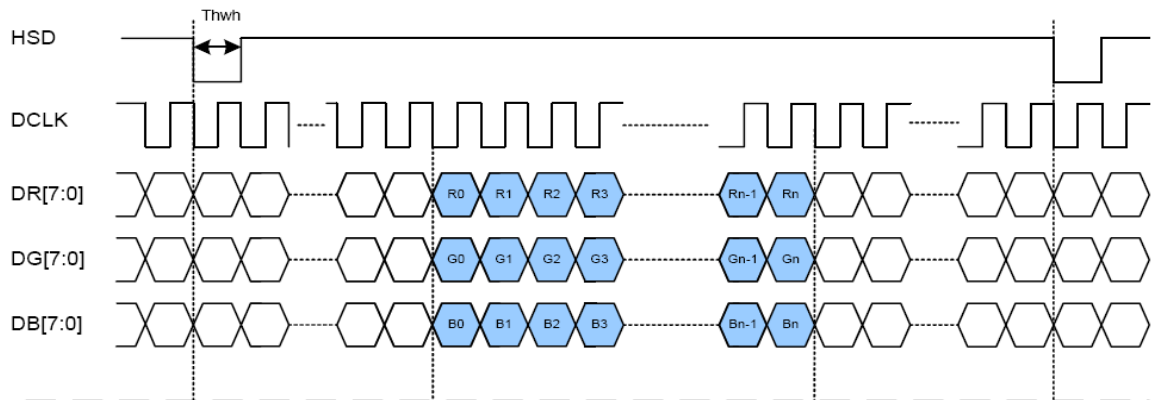 Thwh
HSD
DCLK
DR[7:0] R0 R1 R2 R3 Rn-1 Rn
DG[7:0] G0 G1 G2 G3 Gn-1 Gn
DB[7:0] B0 B1 B2 B3 Bn-1 Bn